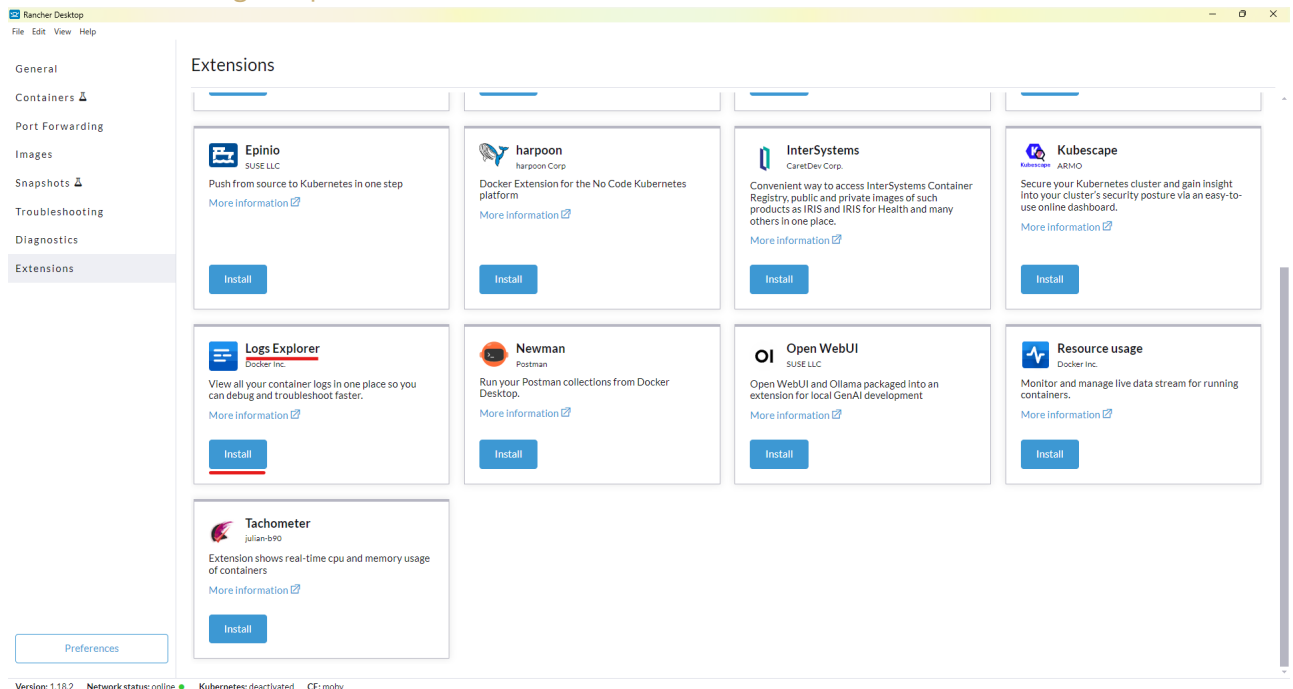 Rancher Desktop
File Edit View Help
General
Containers
Port Forwarding
Images
Snapshots
Troubleshooting
Diagnostics
Extensions
Preferences
Extensions
Epinio
SUSE LLC
Push from source to Kubernetes in one step
More information
Install
harpoon
harpoon Corp
Docker Extension for the No Code Kubernetes
platform
More information
Install
InterSystems
CaretDev Corp.
Convenient way to access InterSystems Container
Registry, public and private images of such
products as IRIS and IRIS for Health and many
others in one place.
More information
Install
Kubescape
Kubescape
ARMO
Secure your Kubernetes cluster and gain insight
into your cluster's security posture via an easy-to-
use online dashboard.
More information
Install
Logs Explorer
Docker Inc.
View all your container logs in one place so you
can debug and troubleshoot faster.
More information
Install
Newman
Postman
Run your Postman collections from Docker
Desktop.
More information
Install
OI
Open WebUI
SUSE LLC
Open WebUI and Ollama packaged into an
extension for local GenAI development
More information
Install
Resource usage
Docker Inc.
Monitor and manage live data stream for running
containers.
More information
Install
Tachometer
julian-b90
Extension shows real-time cpu and memory usage
of containers
More information
Install
Version: 1.18.2 Network status: online Kubernetes: deactivated CE: moby